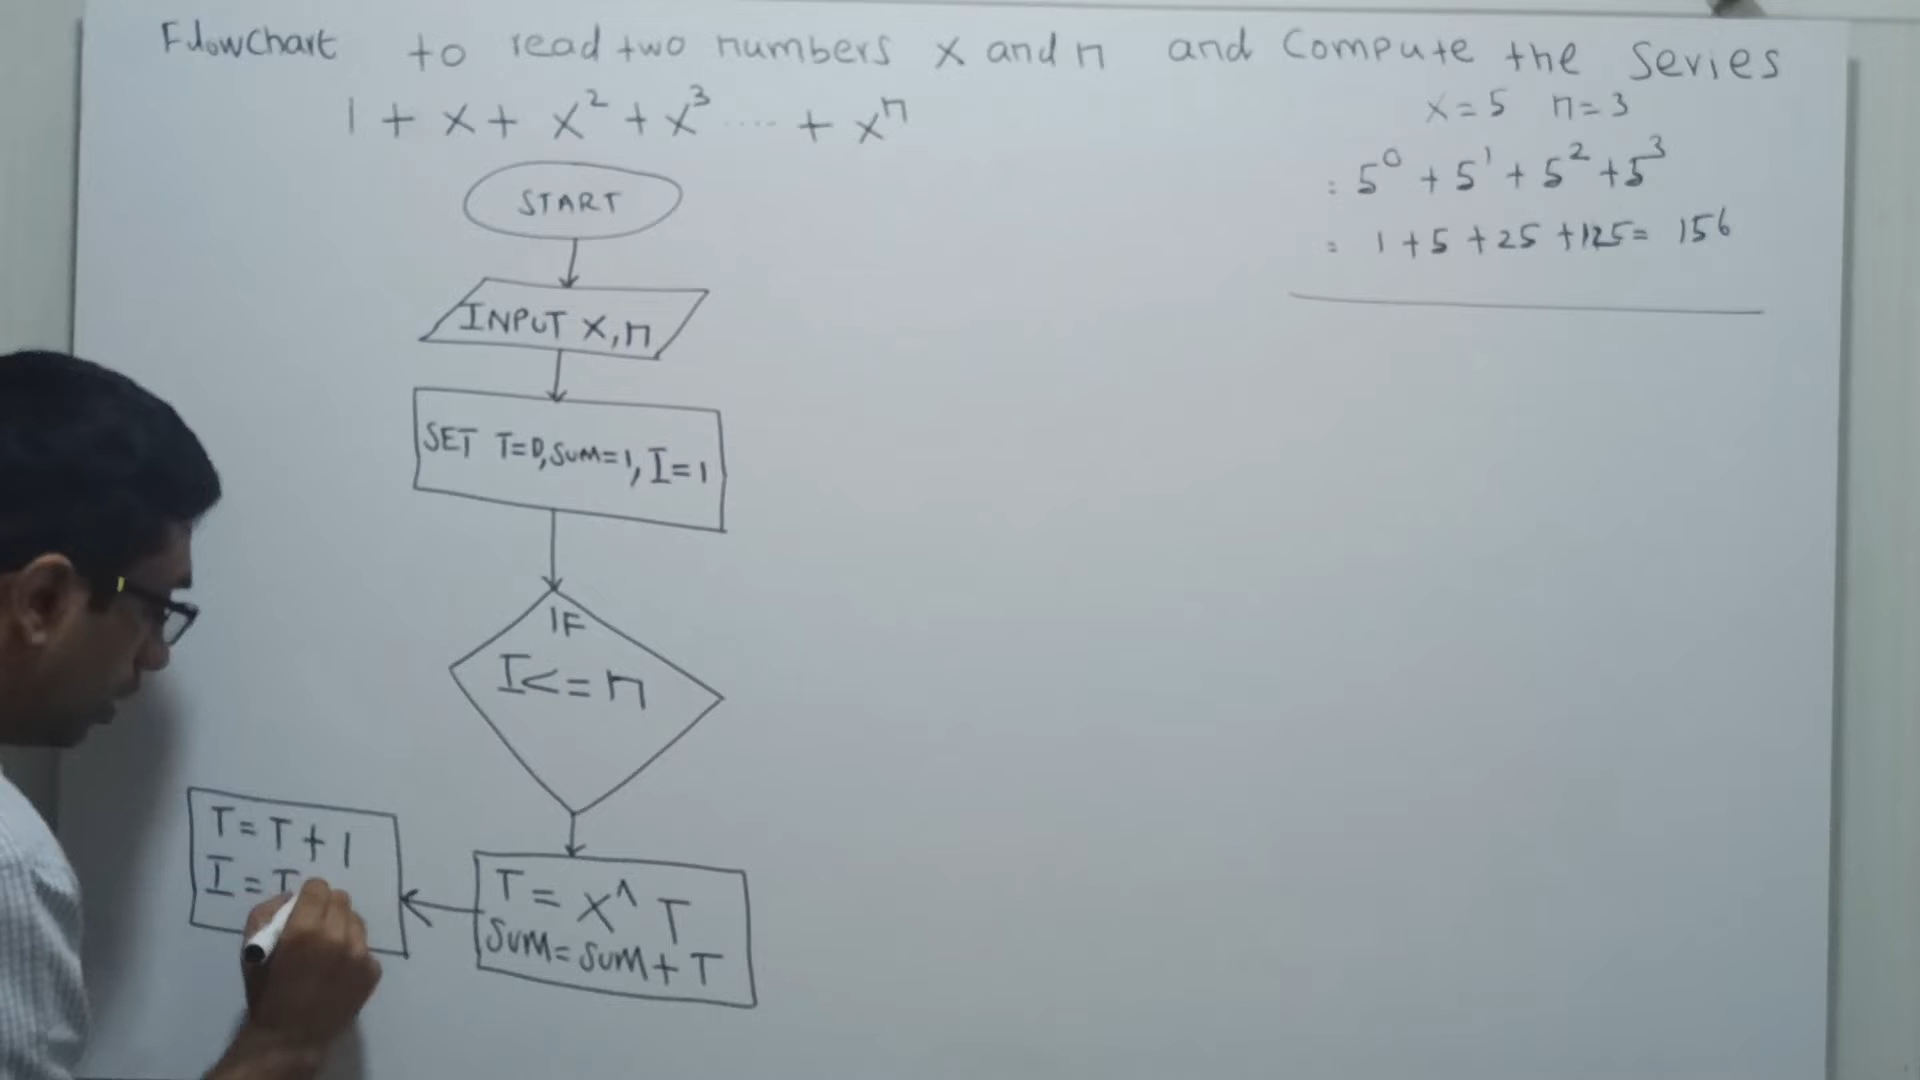 Flowchart to read two numbers x and n and Compute the Series
1 + x + x² + x³ .... + xⁿ
x = 5 n = 3
: 5⁰ + 5¹ + 5² + 5³
= 1 + 5 + 25 + 125 = 156
START
INPUT X, n
SET T=0, SUM=1, I=1
IF
I<=n
T = X^ T
SUM = SUM + T
T = T + 1
I = I